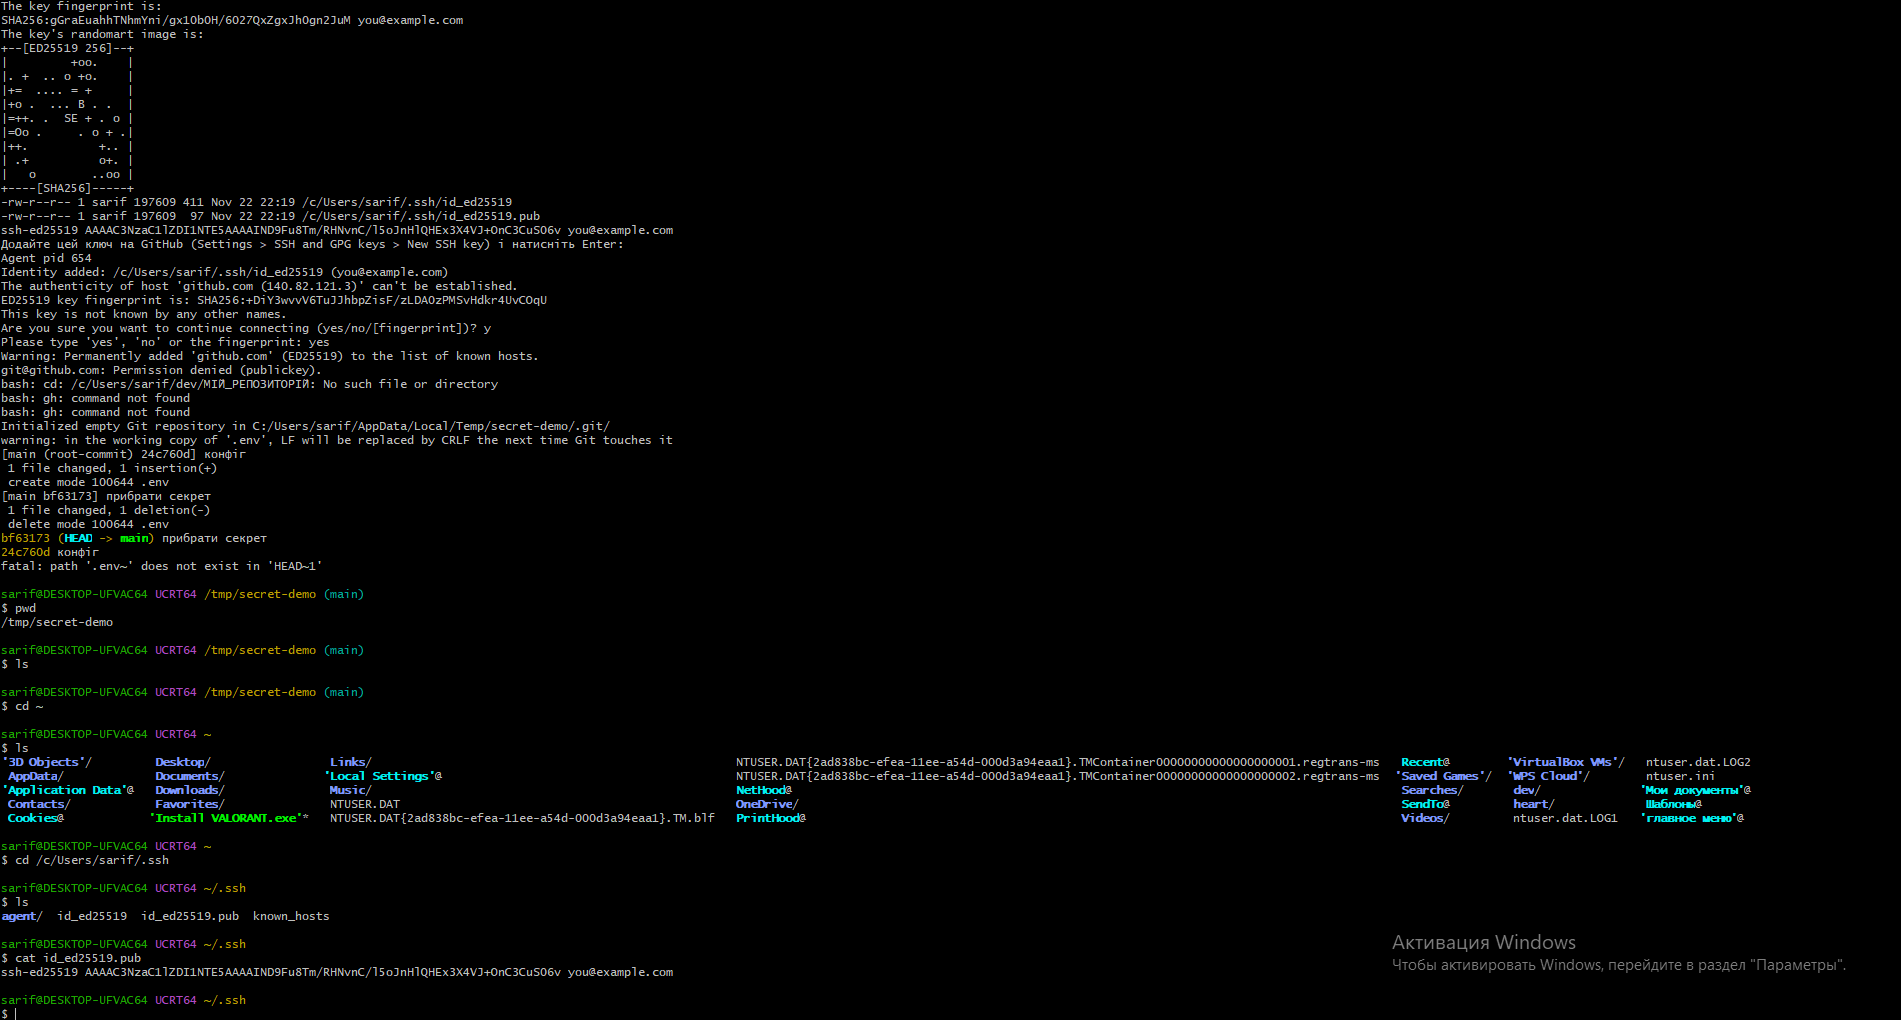 The key fingerprint is:
SHA256:gGraEuahhTNhmYni/gx1ObOH/6O27QxZgxJhOgn2JuM you@example.com
The key's randomart image is:
+--[ED25519 256]--+
|         +oo.    |
|. +  .. o +o.    |
|+=  .... = +     |
|+o .  ... B . .  |
|=++. .  SE + . o |
|=Oo .     . o + .|
|++.          +.. |
| .+          o+. |
|   o        ..oo |
+----[SHA256]-----+
-rw-r--r-- 1 sarif 197609 411 Nov 22 22:19 /c/Users/sarif/.ssh/id_ed25519
-rw-r--r-- 1 sarif 197609  97 Nov 22 22:19 /c/Users/sarif/.ssh/id_ed25519.pub
ssh-ed25519 AAAAC3NzaC1lZDI1NTE5AAAAIND9Fu8Tm/RHNvnC/l5oJnHlQHEx3X4VJ+OnC3CuSO6v you@example.com
Додайте цей ключ на GitHub (Settings > SSH and GPG keys > New SSH key) і натисніть Enter:
Agent pid 654
Identity added: /c/Users/sarif/.ssh/id_ed25519 (you@example.com)
The authenticity of host 'github.com (140.82.121.3)' can't be established.
ED25519 key fingerprint is: SHA256:+DiY3wvvV6TuJJhbpZisF/zLDA0zPMSvHdkr4UvCOqU
This key is not known by any other names.
Are you sure you want to continue connecting (yes/no/[fingerprint])? y
Please type 'yes', 'no' or the fingerprint: yes
Warning: Permanently added 'github.com' (ED25519) to the list of known hosts.
git@github.com: Permission denied (publickey).
bash: cd: /c/Users/sarif/dev/МІЙ_РЕПОЗИТОРІЙ: No such file or directory
bash: gh: command not found
bash: gh: command not found
Initialized empty Git repository in C:/Users/sarif/AppData/Local/Temp/secret-demo/.git/
warning: in the working copy of '.env', LF will be replaced by CRLF the next time Git touches it
[main (root-commit) 24c760d] конфіг
 1 file changed, 1 insertion(+)
 create mode 100644 .env
[main bf63173] прибрати секрет
 1 file changed, 1 deletion(-)
 delete mode 100644 .env
bf63173 (HEAD -> main) прибрати секрет
24c760d конфіг
fatal: path '.env~' does not exist in 'HEAD~1'
sarif@DESKTOP-UFVAC64 UCRT64 /tmp/secret-demo (main)
$ pwd
/tmp/secret-demo
sarif@DESKTOP-UFVAC64 UCRT64 /tmp/secret-demo (main)
$ ls
sarif@DESKTOP-UFVAC64 UCRT64 /tmp/secret-demo (main)
$ cd ~
sarif@DESKTOP-UFVAC64 UCRT64 ~
$ ls
'3D Objects'/ Desktop/ Links/ NTUSER.DAT{2ad838bc-efea-11ee-a54d-000d3a94eaa1}.TMContainer00000000000000000001.regtrans-ms Recent@ 'VirtualBox VMs'/ ntuser.dat.LOG2
AppData/ Documents/ 'Local Settings'@ NTUSER.DAT{2ad838bc-efea-11ee-a54d-000d3a94eaa1}.TMContainer00000000000000000002.regtrans-ms 'Saved Games'/ 'WPS Cloud'/ ntuser.ini
'Application Data'@ Downloads/ Music/ NetHood@ Searches/ dev/ 'Мои документы'@
Contacts/ Favorites/ NTUSER.DAT OneDrive/ SendTo@ heart/ Шаблоны@
Cookies@ 'Install VALORANT.exe'* NTUSER.DAT{2ad838bc-efea-11ee-a54d-000d3a94eaa1}.TM.blf PrintHood@ Videos/ ntuser.dat.LOG1 'главное меню'@
sarif@DESKTOP-UFVAC64 UCRT64 ~
$ cd /c/Users/sarif/.ssh
sarif@DESKTOP-UFVAC64 UCRT64 ~/.ssh
$ ls
agent/  id_ed25519  id_ed25519.pub  known_hosts
sarif@DESKTOP-UFVAC64 UCRT64 ~/.ssh
$ cat id_ed25519.pub
ssh-ed25519 AAAAC3NzaC1lZDI1NTE5AAAAIND9Fu8Tm/RHNvnC/l5oJnHlQHEx3X4VJ+OnC3CuSO6v you@example.com
sarif@DESKTOP-UFVAC64 UCRT64 ~/.ssh
$
Активация Windows
Чтобы активировать Windows, перейдите в раздел "Параметры".